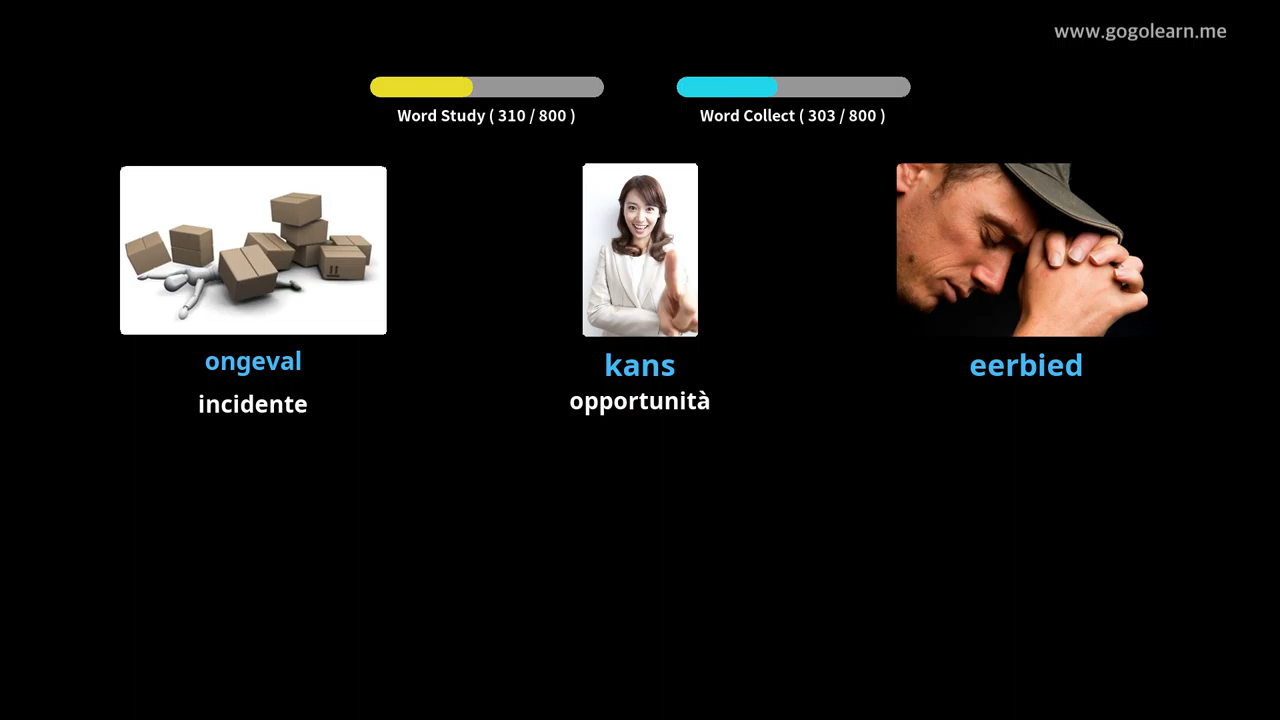 www.gogolearn.me
Word Study ( 310 / 800 )
Word Collect ( 303 / 800 )
ongeval
incidente
kans
opportunità
eerbied